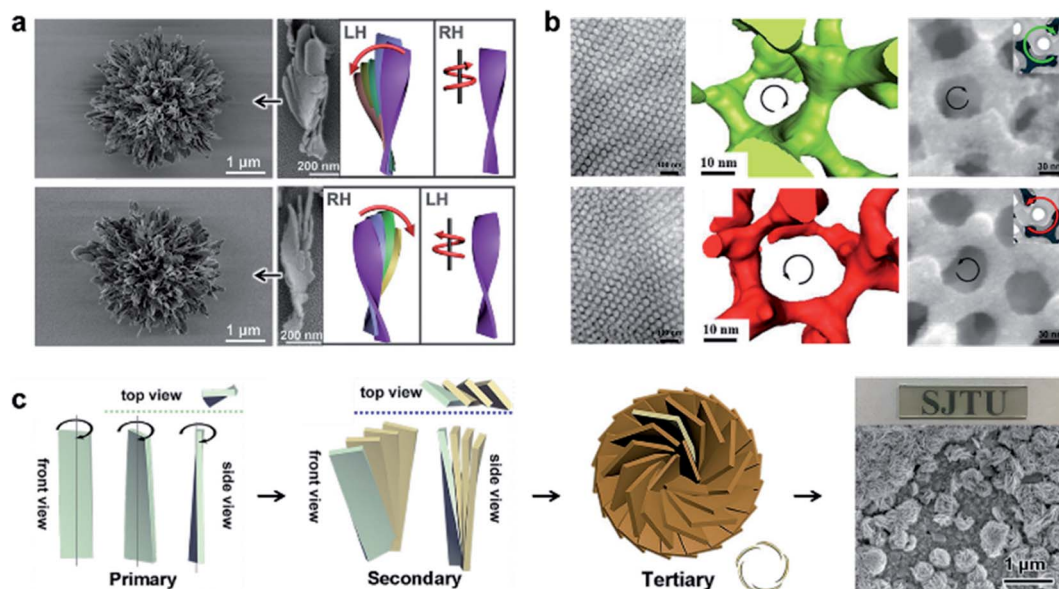 a
LH
RH
1 µm
200 nm
RH
LH
1 µm
200 nm
b
100 nm
10 nm
30 nm
10 nm
c
top view
front view
side view
Primary
top view
front view
side view
Secondary
Tertiary
SJTU
1 µm